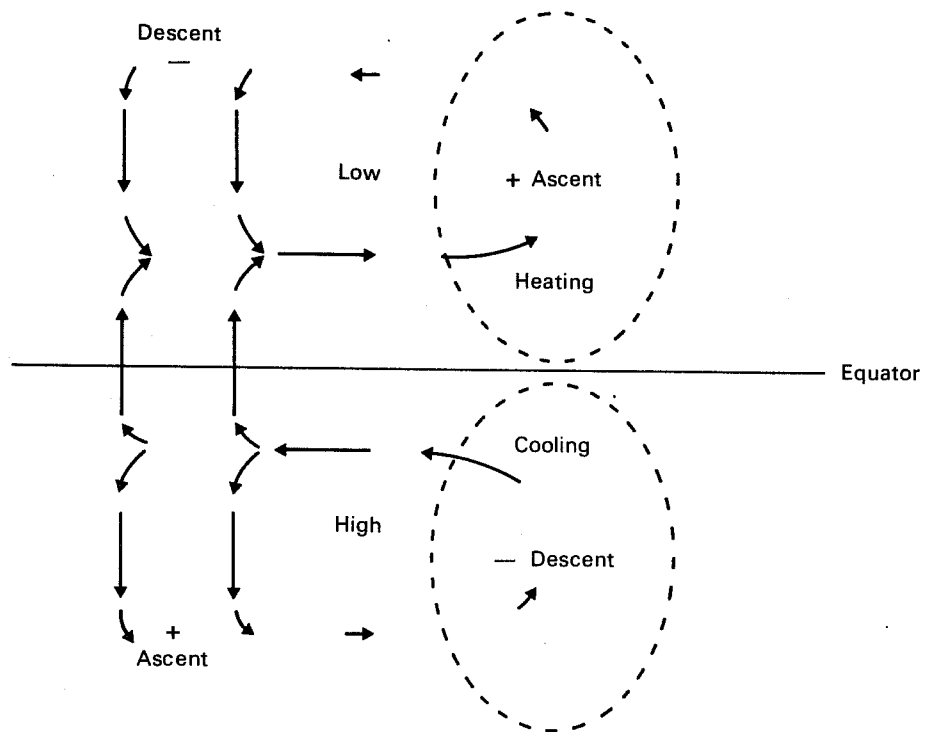 Descent
—
Low
+ Ascent
Heating
Equator
Cooling
High
— Descent
+
Ascent